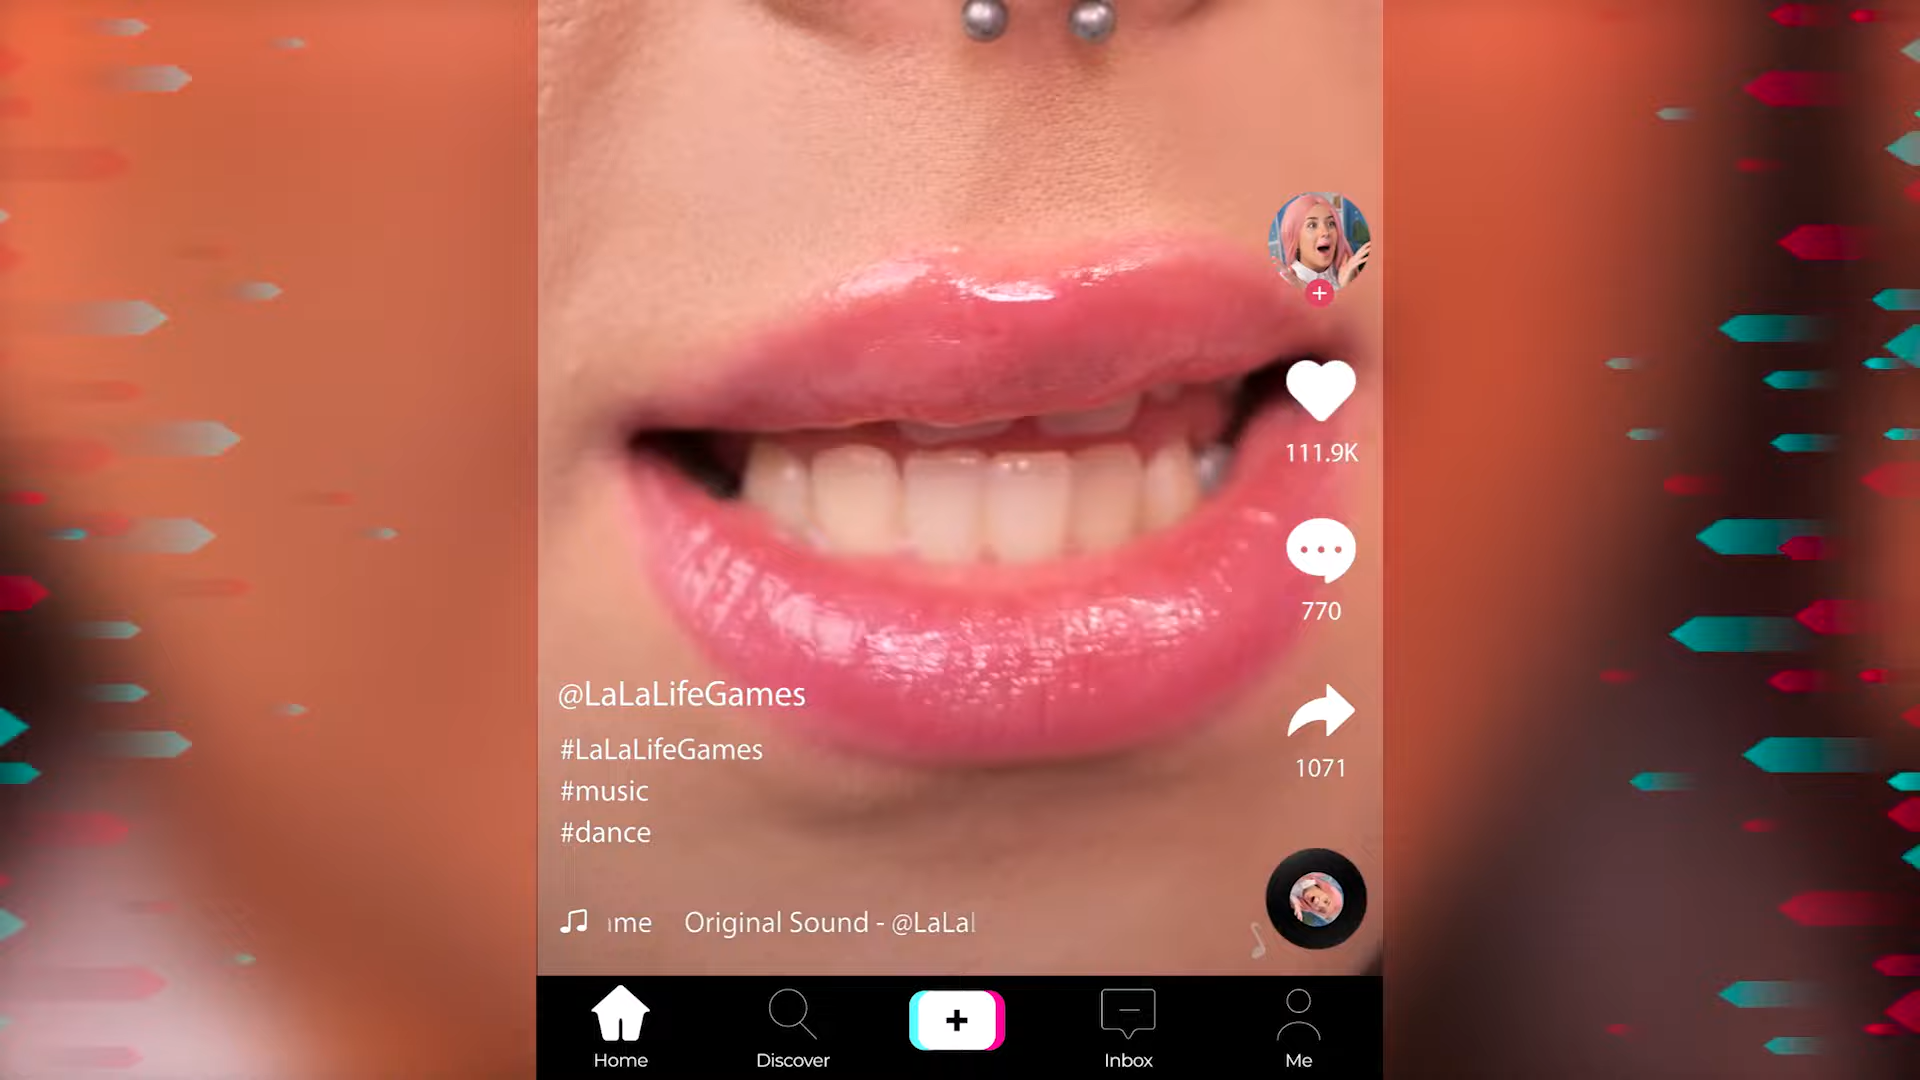 111.9K
770
1071
@LaLaLifeGames
#LaLaLifeGames
#music
#dance
Original Sound - @LaLal
Home
Discover
Inbox
Me